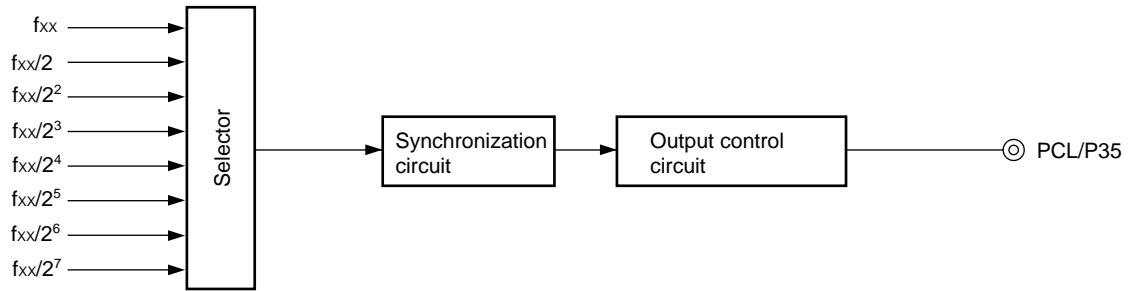 fxx
fxx/2
fxx/2²
fxx/2³
fxx/2⁴
fxx/2⁵
fxx/2⁶
fxx/2⁷
Selector
Synchronization
circuit
Output control
circuit
PCL/P35